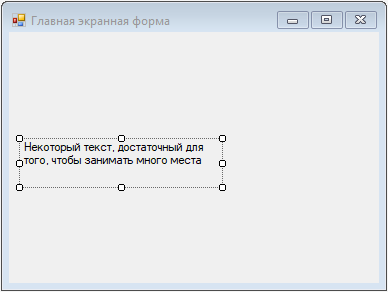 Главная экранная форма
Некоторый текст, достаточный для
того, чтобы занимать много места